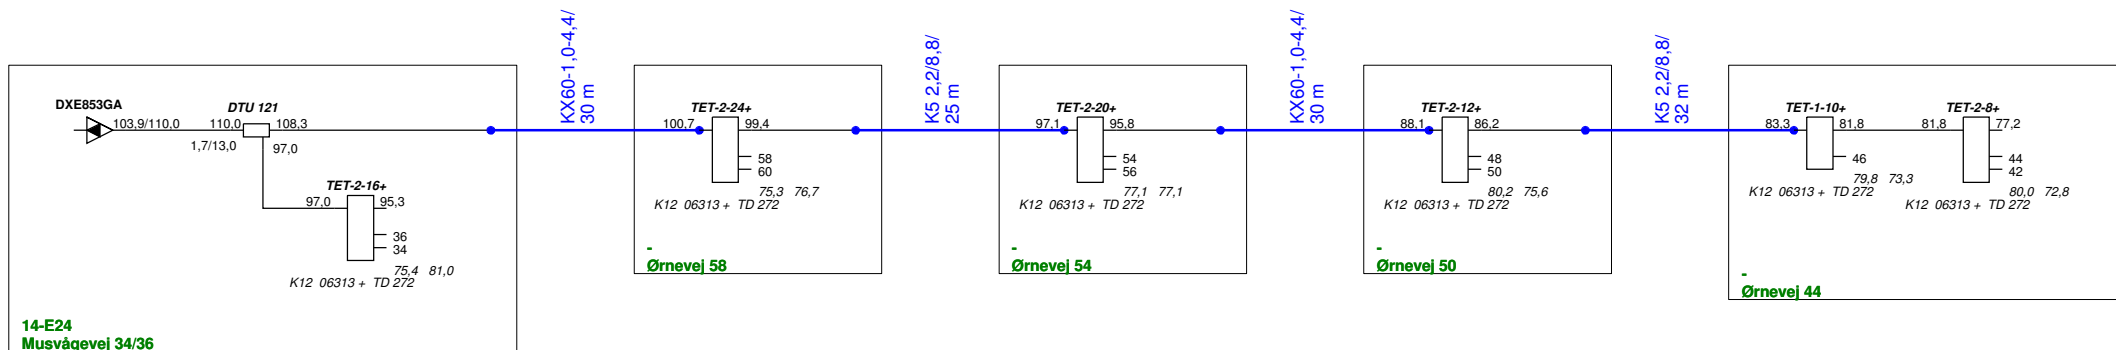 DXE853GA
103,9/110,0
DTU 121
110,0
108,3
1,7/13,0
97,0
TET-2-16+
97,0
95,3
36
34
75,4 81,0
K12 06313 + TD 272
14-E24
Musvågevej 34/36
KX60-1,0-4,4/
30 m
TET-2-24+
100,7
99,4
58
60
75,3 76,7
K12 06313 + TD 272
-
Ørnevej 58
K5 2,2/8,8/
25 m
TET-2-20+
97,1
95,8
54
56
77,1 77,1
K12 06313 + TD 272
-
Ørnevej 54
KX60-1,0-4,4/
30 m
TET-2-12+
88,1
86,2
48
50
80,2 75,6
K12 06313 + TD 272
-
Ørnevej 50
K5 2,2/8,8/
32 m
TET-1-10+
83,3
81,8
46
79,8 73,3
K12 06313 + TD 272
TET-2-8+
81,8
77,2
44
42
80,0 72,8
K12 06313 + TD 272
-
Ørnevej 44